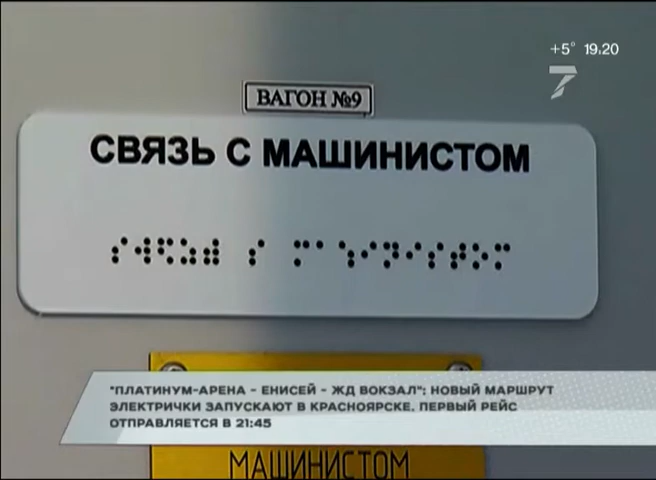 +5° 19:20
7
ВАГОН №9
СВЯЗЬ С МАШИНИСТОМ
⠎⠺⠵⠮⠾ ⠎ ⠍⠁⠱⠊⠝⠊⠎⠞⠕⠍
"ПЛАТИНУМ-АРЕНА - ЕНИСЕЙ - ЖД ВОКЗАЛ": НОВЫЙ МАРШРУТ
ЭЛЕКТРИЧКИ ЗАПУСКАЮТ В КРАСНОЯРСКЕ. ПЕРВЫЙ РЕЙС
ОТПРАВЛЯЕТСЯ В 21:45
МАШИНИСТОМ